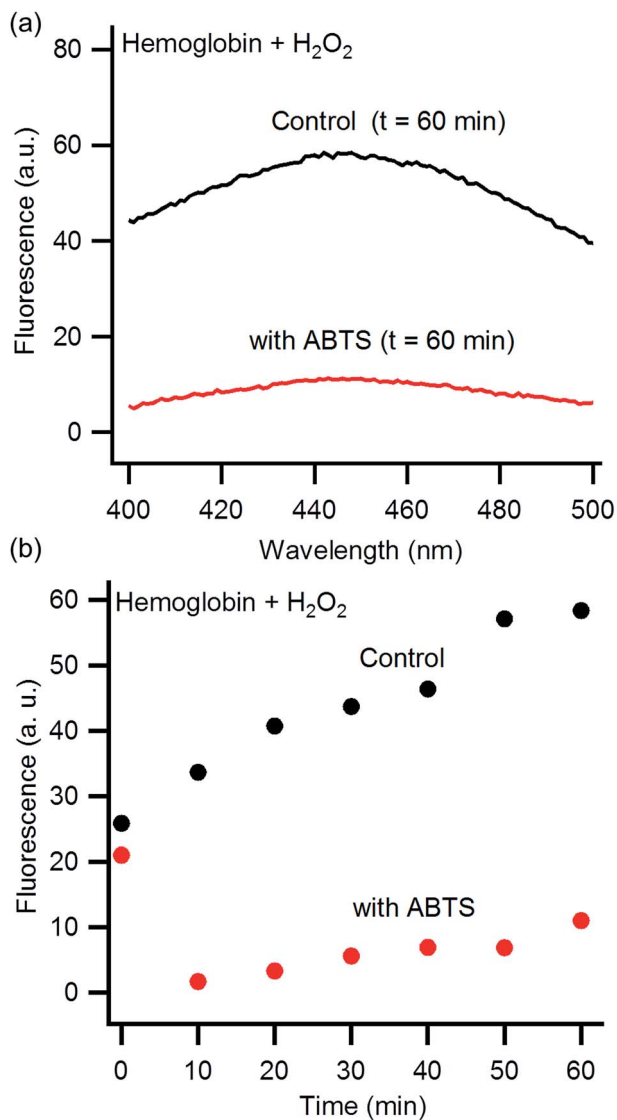 (a)
Hemoglobin + H₂O₂
80
60
40
20
0
Fluorescence (a.u.)
Control (t = 60 min)
with ABTS (t = 60 min)
400 420 440 460 480 500
Wavelength (nm)
(b)
Hemoglobin + H₂O₂
60
50
40
30
20
10
0
Fluorescence (a. u.)
Control
with ABTS
0 10 20 30 40 50 60
Time (min)